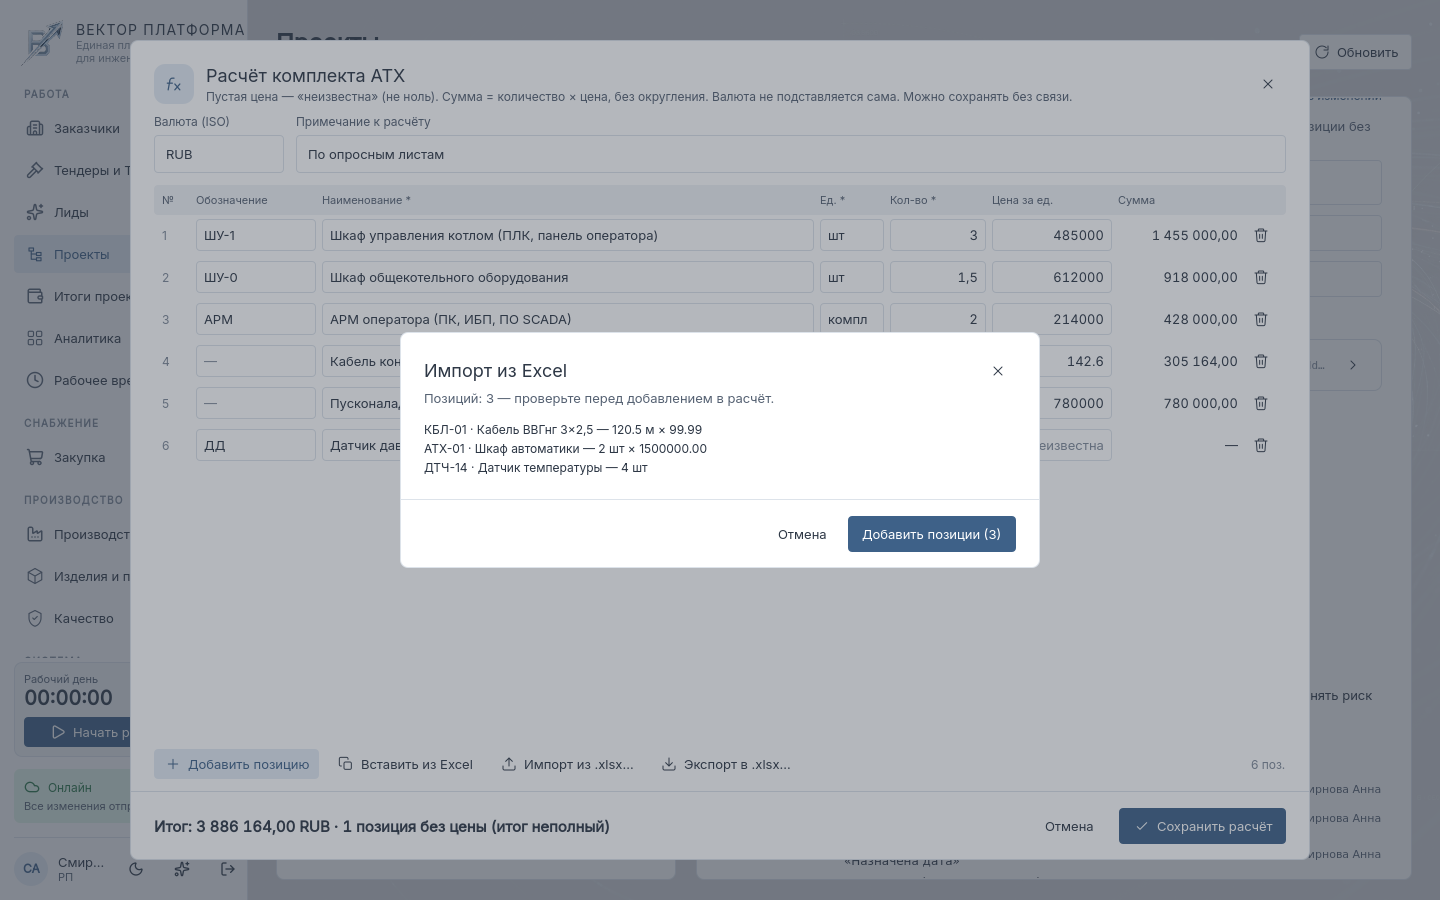 ВЕКТОР ПЛАТФОРМА
Единая пл
для инжен
Обновить
РАБОТА
Заказчики
Тендеры и Т
Лиды
Проекты
Итоги проек
Аналитика
Рабочее вре
СНАБЖЕНИЕ
Закупка
ПРОИЗВОДСТВО
Производст
Изделия и п
Качество
Рабочий день
00:00:00
Начать р
Онлайн
Все изменения отпр
СА
Смир...
РП
Расчёт комплекта АТХ
Пустая цена — «неизвестна» (не ноль). Сумма = количество × цена, без округления. Валюта не подставляется сама. Можно сохранять без связи.
Валюта (ISO) Примечание к расчёту
RUB По опросным листам
№ Обозначение Наименование * Ед. * Кол-во * Цена за ед. Сумма
1 ШУ-1 Шкаф управления котлом (ПЛК, панель оператора) шт 3 485000 1 455 000,00
2 ШУ-0 Шкаф общекотельного оборудования шт 1,5 612000 918 000,00
3 АРМ АРМ оператора (ПК, ИБП, ПО SCADA) компл 2 214000 428 000,00
4 — Кабель кон 142.6 305 164,00
5 — Пусконала 780000 780 000,00
6 ДД Датчик дав еизвестна —
Импорт из Excel
Позиций: 3 — проверьте перед добавлением в расчёт.
КБЛ-01 · Кабель ВВГнг 3×2,5 — 120.5 м × 99.99
АТХ-01 · Шкаф автоматики — 2 шт × 1500000.00
ДТЧ-14 · Датчик температуры — 4 шт
Отмена Добавить позиции (3)
Добавить позицию Вставить из Excel Импорт из .xlsx... Экспорт в .xlsx... 6 поз.
Итог: 3 886 164,00 RUB · 1 позиция без цены (итог неполный) Отмена Сохранить расчёт
зиции без
нять риск
ирнова Анна
ирнова Анна
ирнова Анна
«Назначена дата»